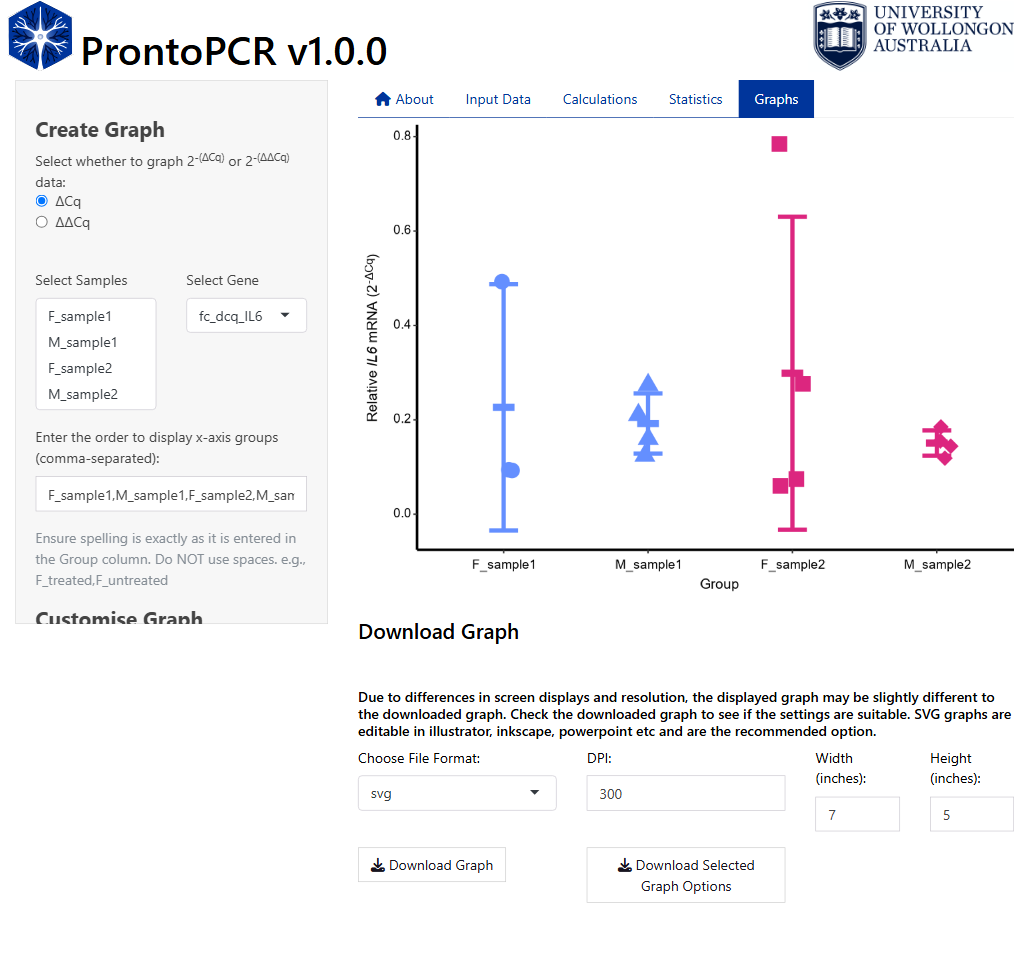 ProntoPCR v1.0.0
UNIVERSITY
OF WOLLONGONG
AUSTRALIA
Create Graph
Select whether to graph 2-(ΔCq) or 2-(ΔΔCq)
data:
ΔCq
ΔΔCq
Select Samples
Select Gene
F_sample1
M_sample1
F_sample2
M_sample2
fc_dcq_IL6
Enter the order to display x-axis groups
(comma-separated):
F_sample1,M_sample1,F_sample2,M_sam
Ensure spelling is exactly as it is entered in
the Group column. Do NOT use spaces. e.g.,
F_treated,F_untreated
Customise Graph
About
Input Data
Calculations
Statistics
Graphs
Relative IL6 mRNA (2-ΔCq)
0.8
0.6
0.4
0.2
0.0
F_sample1
M_sample1
F_sample2
M_sample2
Group
Download Graph
Due to differences in screen displays and resolution, the displayed graph may be slightly different to
the downloaded graph. Check the downloaded graph to see if the settings are suitable. SVG graphs are
editable in illustrator, inkscape, powerpoint etc and are the recommended option.
Choose File Format:
DPI:
Width
(inches):
Height
(inches):
svg
300
7
5
Download Graph
Download Selected
Graph Options